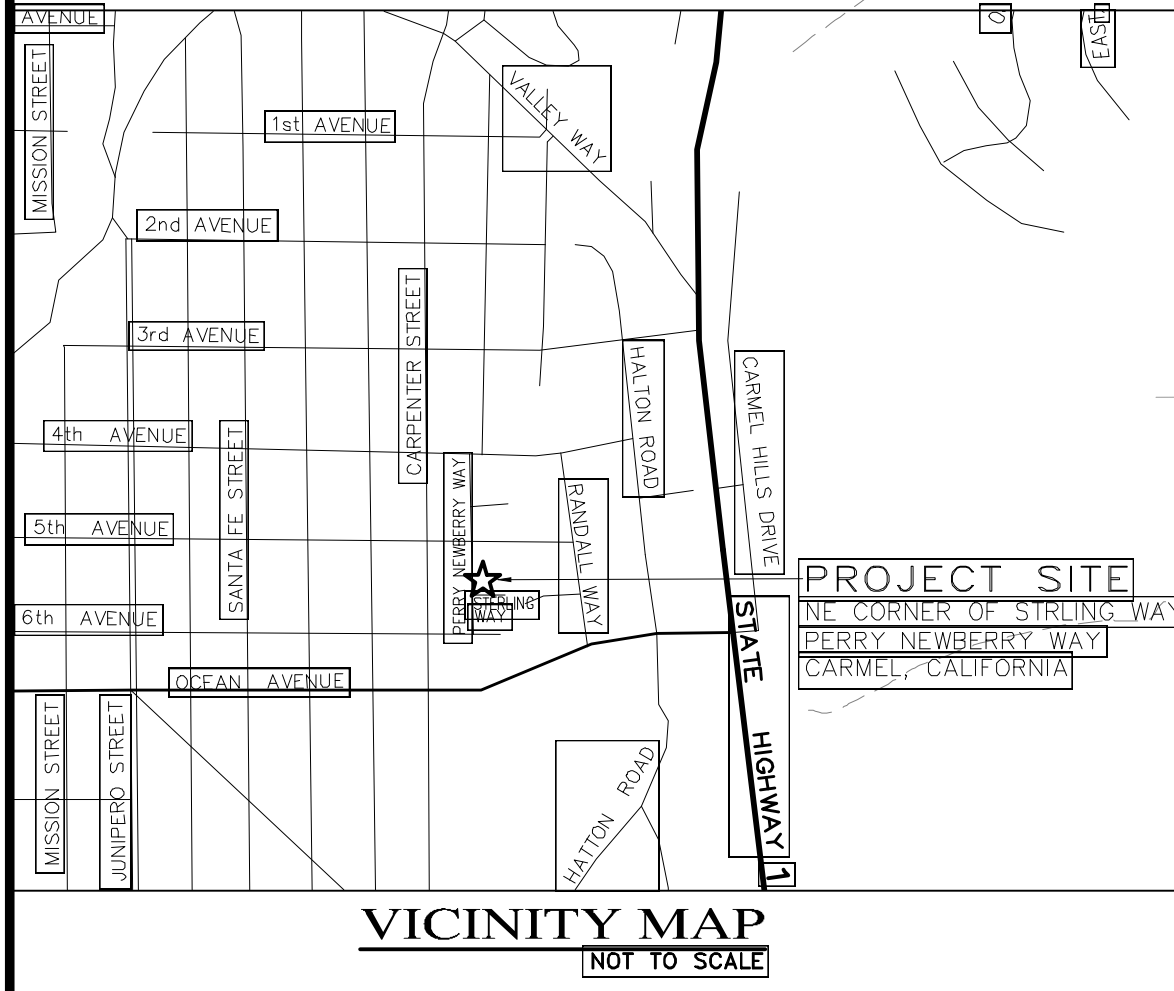 AVENUE
EAST
MISSION STREET
VALLEY WAY
1st AVENUE
2nd AVENUE
3rd AVENUE
CARPENTER STREET
HALTON ROAD
CARMEL HILLS DRIVE
4th AVENUE
SANTA FE STREET
PERRY NEWBERRY WAY
RANDALL WAY
5th AVENUE
PROJECT SITE
NE CORNER OF STRLING WAY
PERRY NEWBERRY WAY
CARMEL, CALIFORNIA
STERLING
WAY
6th AVENUE
STATE HIGHWAY 1
OCEAN AVENUE
MISSION STREET
JUNIPERO STREET
HATTON ROAD
VICINITY MAP
NOT TO SCALE